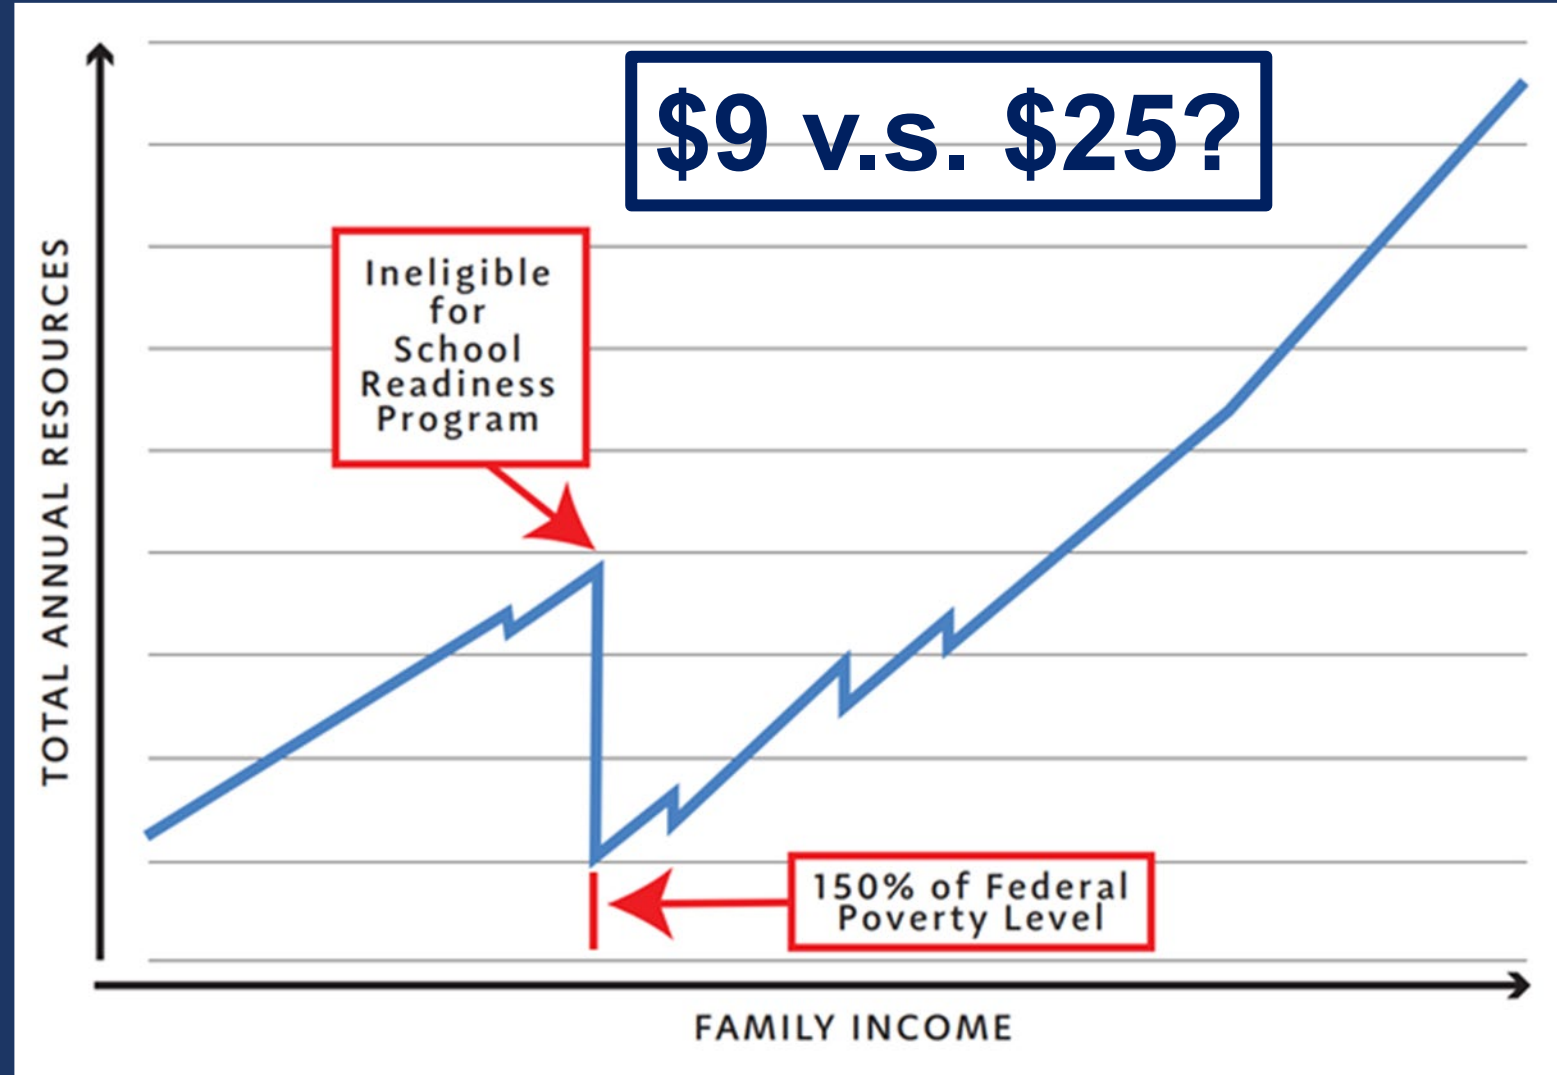 $9 v.s. $25?
Ineligible
for
School
Readiness
Program
TOTAL ANNUAL RESOURCES
150% of Federal
Poverty Level
FAMILY INCOME